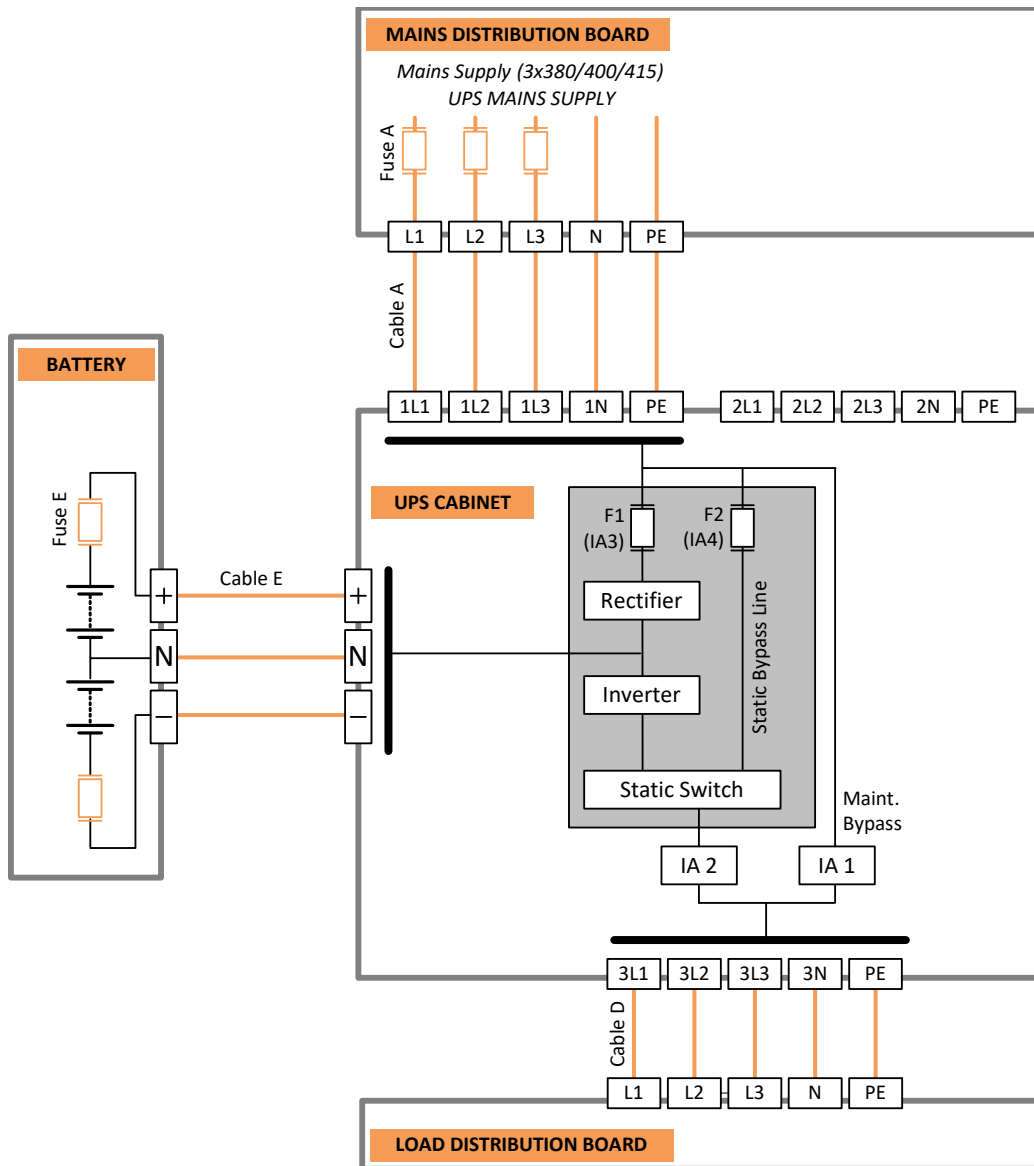 MAINS DISTRIBUTION BOARD
Mains Supply (3x380/400/415)
UPS MAINS SUPPLY
Fuse A
L1 L2 L3 N PE
Cable A
BATTERY
1L1 1L2 1L3 1N PE 2L1 2L2 2L3 2N PE
UPS CABINET
Fuse E
F1
(IA3)
F2
(IA4)
Cable E
+ +
Rectifier
Static Bypass Line
N N
Inverter
− −
Static Switch
Maint.
Bypass
IA 2 IA 1
3L1 3L2 3L3 3N PE
Cable D
L1 L2 L3 N PE
LOAD DISTRIBUTION BOARD